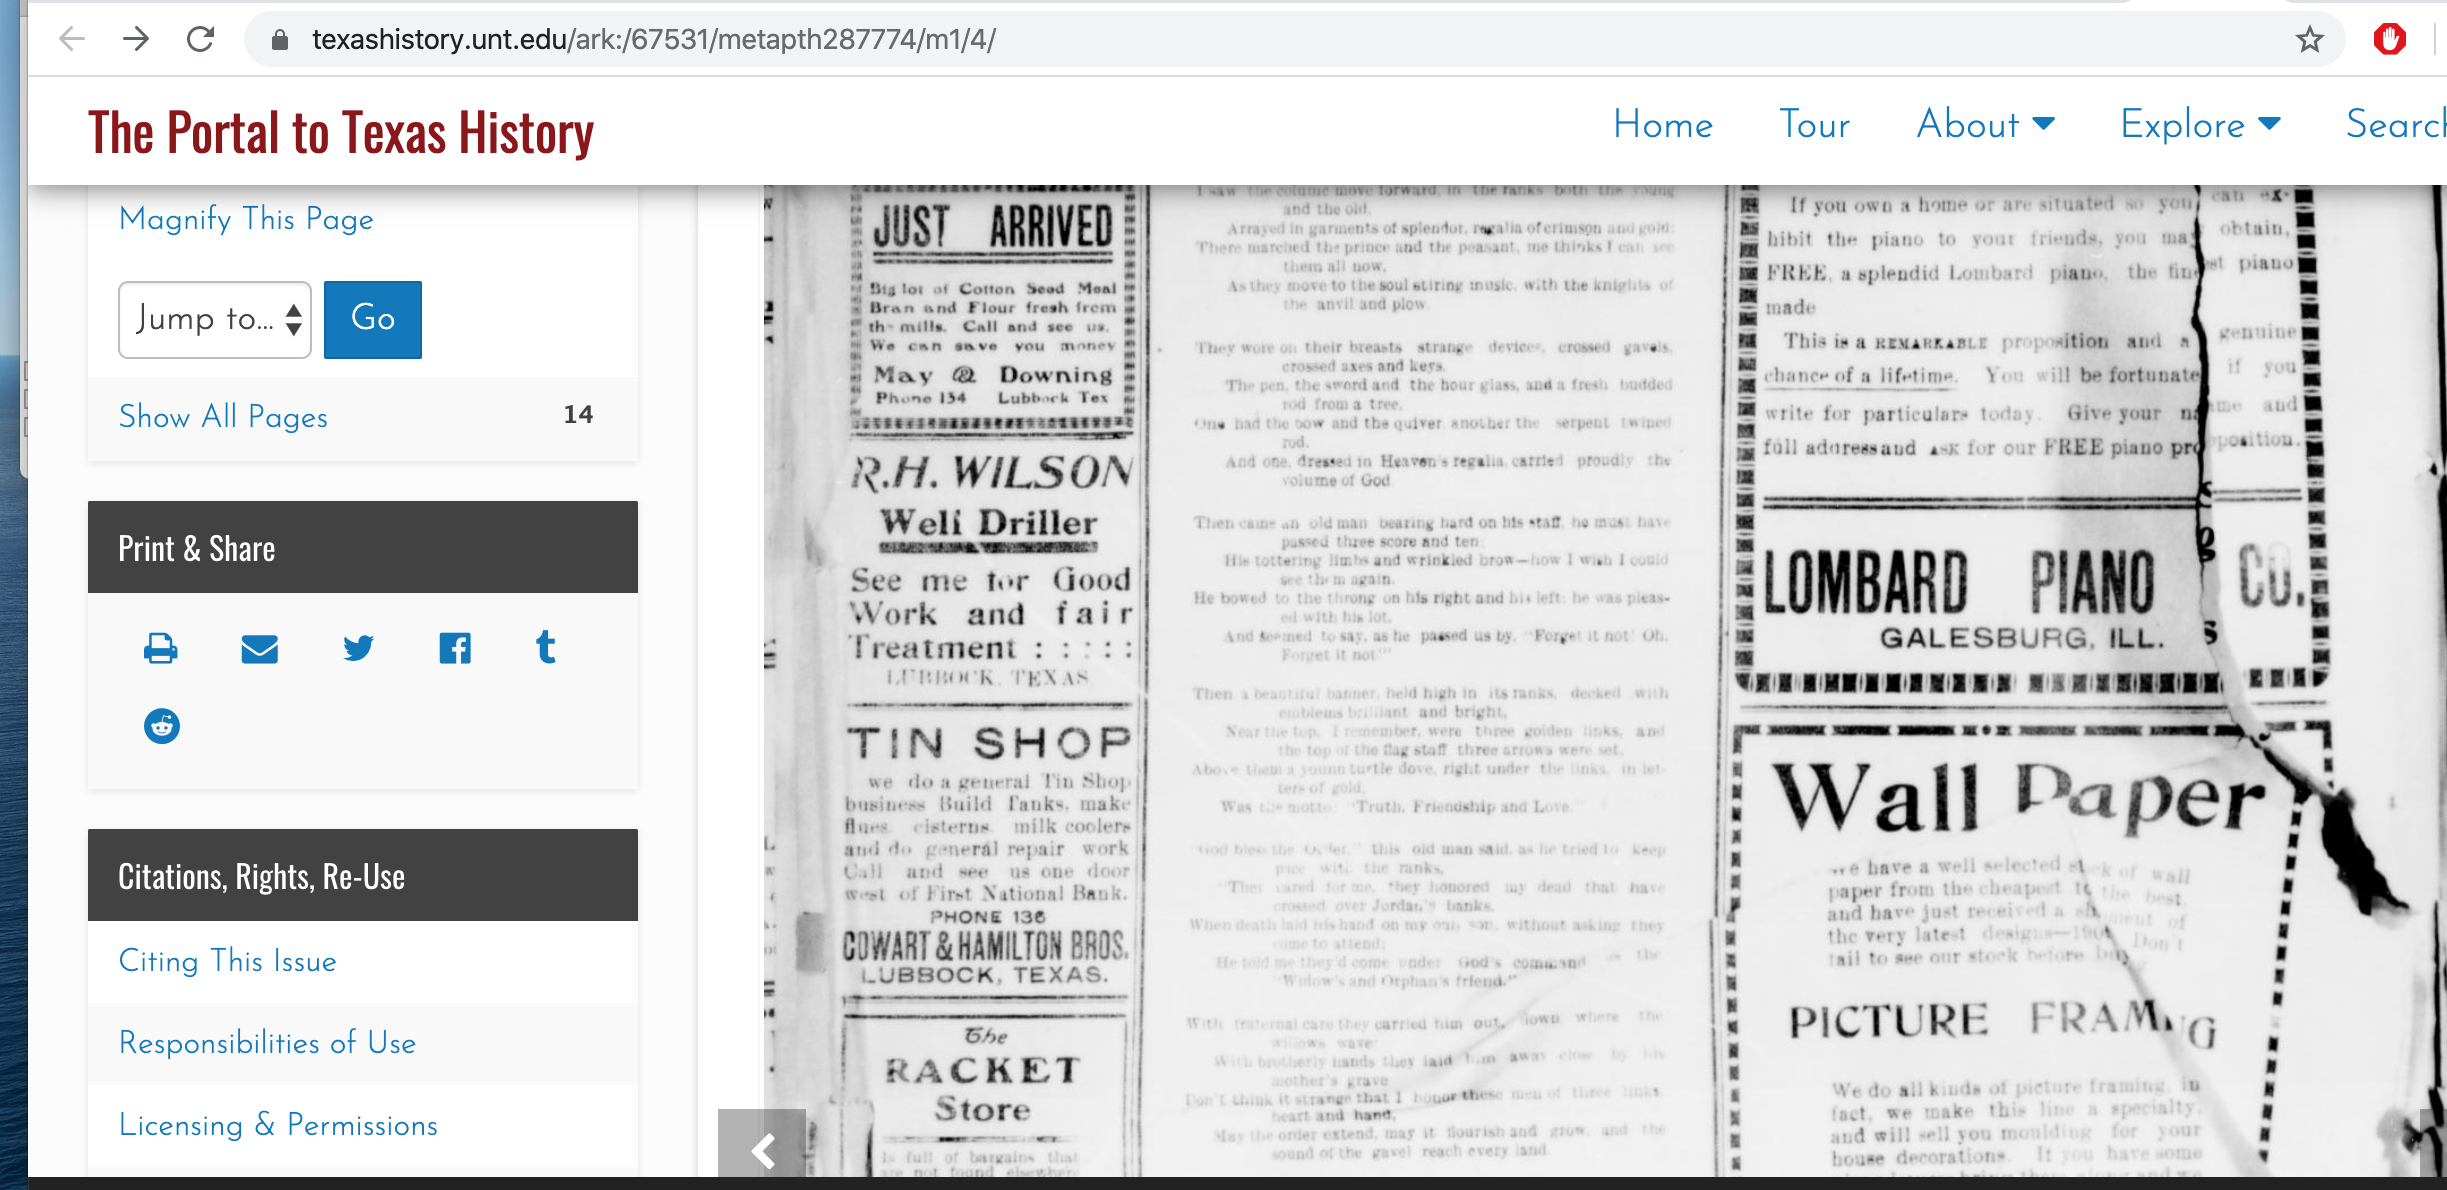 texashistory.unt.edu/ark:/67531/metapth287774/m1/4/
The Portal to Texas History
Home
Tour
About
Explore
Search
Magnify This Page
Jump to...
Go
Show All Pages
14
Print & Share
Citations, Rights, Re-Use
Citing This Issue
Responsibilities of Use
Licensing & Permissions
JUST ARRIVED
Big lot of Cotton Seed Meal
Bran and Flour fresh from
the mills. Call and see us.
We can save you money
May & Downing
Phone 134 Lubbock Tex
R.H. WILSON
Well Driller
See me for Good
Work and fair
Treatment : : : : :
LUBBOCK, TEXAS
TIN SHOP
we do a general Tin Shop
business Build Tanks, make
flues cisterns milk coolers
and do general repair work
Call and see us one door
west of First National Bank.
PHONE 136
COWART & HAMILTON BROS.
LUBBOCK, TEXAS.
The
RACKET
Store
is full of bargains that
are not found elsewhere
I saw the column move forward, in the ranks both the young
and the old.
Arrayed in garments of splendor, regalia of crimson and gold;
There marched the prince and the peasant, me thinks I can see
them all now,
As they move to the soul stiring music, with the knights of
the anvil and plow.
They wore on their breasts strange devices, crossed gavels,
crossed axes and keys,
The pen, the sword and the hour glass, and a fresh budded
rod from a tree,
One had the bow and the quiver, another the serpent twined
rod.
And one, dressed in Heaven's regalia, carried proudly the
volume of God
Then came an old man bearing hard on his staff, he must have
passed three score and ten;
His tottering limbs and wrinkled brow—how I wish I could
see them again.
He bowed to the throng on his right and his left; he was pleas-
ed with his lot,
And seemed to say, as he passed us by, "Forget it not! Oh,
Forget it not!"
Then a beautiful banner, held high in its ranks, decked with
emblems brilliant and bright,
Near the top, I remember, were three golden links, and
the top of the flag staff three arrows were set,
Above them a younn turtle dove, right under the links, in let-
ters of gold,
Was the motto "Truth, Friendship and Love."
"God bless the Order," this old man said, as he tried to keep
pace with the ranks,
"They cared for me, they honored my dead that have
crossed over Jordan's banks,
When death laid his hand on my only son, without asking they
come to attend;
He told me they'd come under God's command as the
"Widow's and Orphan's friend."
With fraternal care they carried him out, down where the
willows wave;
With brotherly hands they laid him away close by his
mother's grave
Don't think it strange that I honor these men of three links,
heart and hand,
May the order extend, may it flourish and grow, and the
sound of the gavel reach every land.
If you own a home or are situated so you can ex-
hibit the piano to your friends, you may obtain,
FREE, a splendid Lombard piano, the finest piano
made
This is a REMARKABLE proposition and a genuine
chance of a lifetime. You will be fortunate if you
write for particulars today. Give your name and
full address and ask for our FREE piano proposition.
LOMBARD PIANO CO.
GALESBURG, ILL.
Wall Paper
We have a well selected stock of wall
paper from the cheapest to the best,
and have just received a shipment of
the very latest designs— Don't
fail to see our stock before buy
PICTURE FRAMING
We do all kinds of picture framing, in
fact, we make this line a specialty,
and will sell you moulding for your
house decorations. If you have some